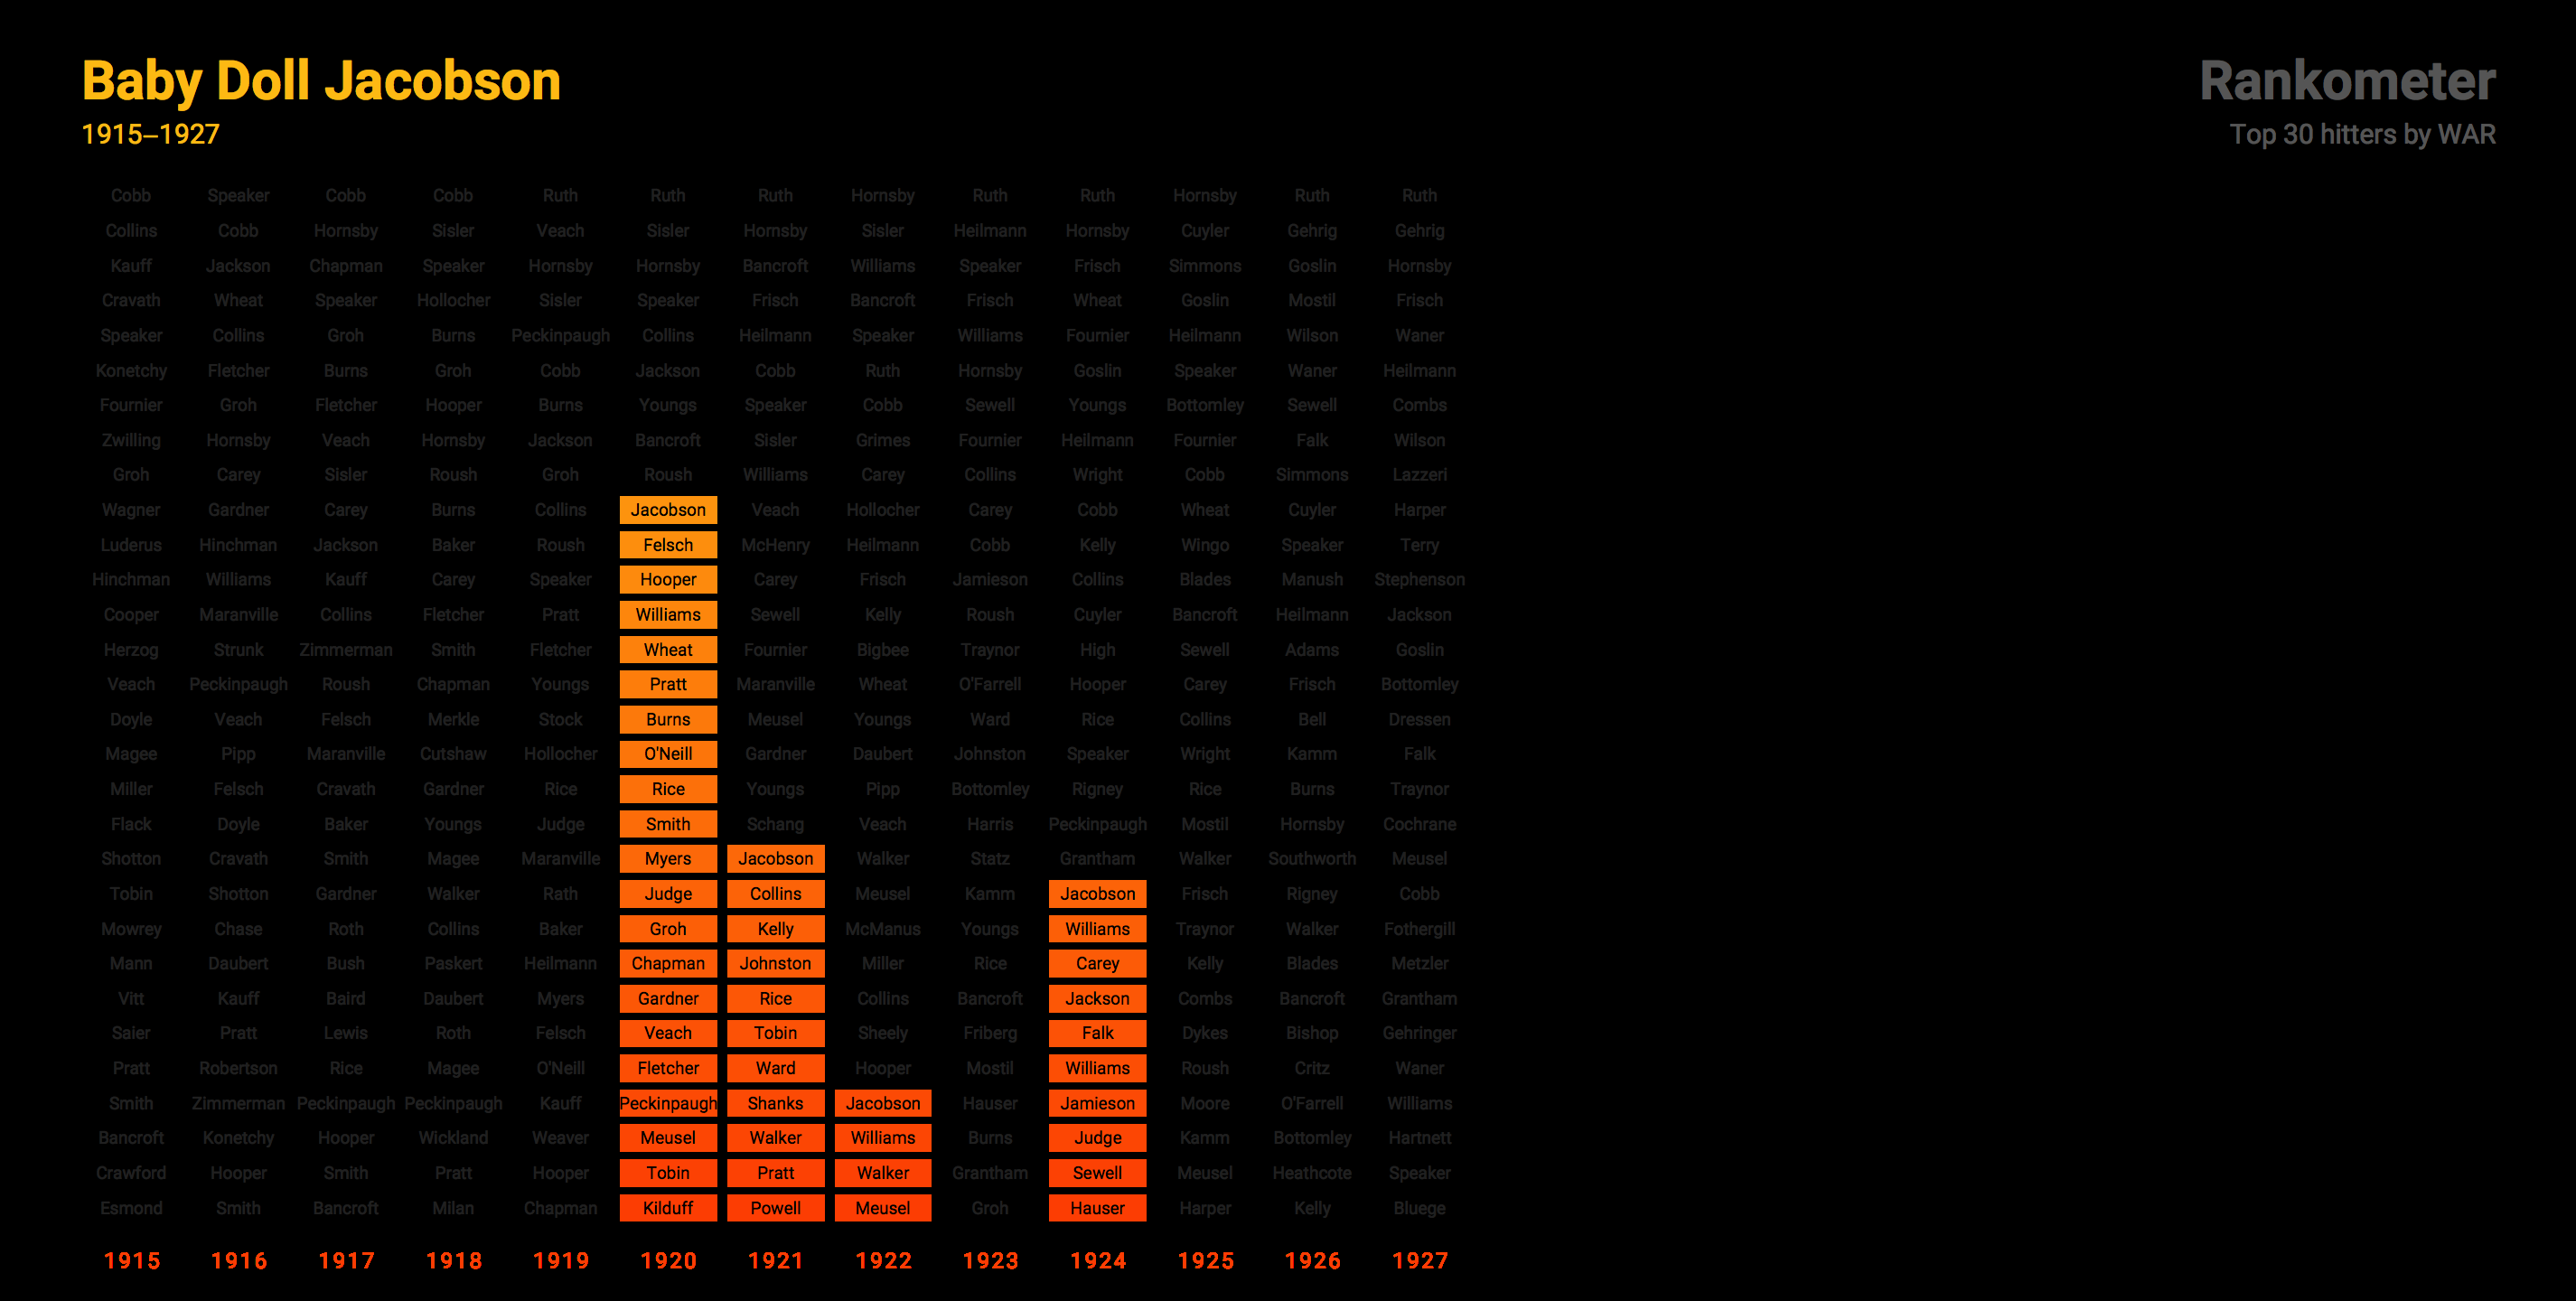 Baby Doll Jacobson
1915–1927
Rankometer
Top 30 hitters by WAR
Cobb Speaker Cobb Cobb Ruth Ruth Ruth Hornsby Ruth Ruth Hornsby Ruth Ruth
Collins Cobb Hornsby Sisler Veach Sisler Hornsby Sisler Heilmann Hornsby Cuyler Gehrig Gehrig
Kauff Jackson Chapman Speaker Hornsby Hornsby Bancroft Williams Speaker Frisch Simmons Goslin Hornsby
Cravath Wheat Speaker Hollocher Sisler Speaker Frisch Bancroft Frisch Wheat Goslin Mostil Frisch
Speaker Collins Groh Burns Peckinpaugh Collins Heilmann Speaker Williams Fournier Heilmann Wilson Waner
Konetchy Fletcher Burns Groh Cobb Jackson Cobb Ruth Hornsby Goslin Speaker Waner Heilmann
Fournier Groh Fletcher Hooper Burns Youngs Speaker Cobb Sewell Youngs Bottomley Sewell Combs
Zwilling Hornsby Veach Hornsby Jackson Bancroft Sisler Grimes Fournier Heilmann Fournier Falk Wilson
Groh Carey Sisler Roush Groh Roush Williams Carey Collins Wright Cobb Simmons Lazzeri
Wagner Gardner Carey Burns Collins Jacobson Veach Hollocher Carey Cobb Wheat Cuyler Harper
Luderus Hinchman Jackson Baker Roush Felsch McHenry Heilmann Cobb Kelly Wingo Speaker Terry
Hinchman Williams Kauff Carey Speaker Hooper Carey Frisch Jamieson Collins Blades Manush Stephenson
Cooper Maranville Collins Fletcher Pratt Williams Sewell Kelly Roush Cuyler Bancroft Heilmann Jackson
Herzog Strunk Zimmerman Smith Fletcher Wheat Fournier Bigbee Traynor High Sewell Adams Goslin
Veach Peckinpaugh Roush Chapman Youngs Pratt Maranville Wheat O'Farrell Hooper Carey Frisch Bottomley
Doyle Veach Felsch Merkle Stock Burns Meusel Youngs Ward Rice Collins Bell Dressen
Magee Pipp Maranville Cutshaw Hollocher O'Neill Gardner Daubert Johnston Speaker Wright Kamm Falk
Miller Felsch Cravath Gardner Rice Rice Youngs Pipp Bottomley Rigney Rice Burns Traynor
Flack Doyle Baker Youngs Judge Smith Schang Veach Harris Peckinpaugh Mostil Hornsby Cochrane
Shotton Cravath Smith Magee Maranville Myers Jacobson Walker Statz Grantham Walker Southworth Meusel
Tobin Shotton Gardner Walker Rath Judge Collins Meusel Kamm Jacobson Frisch Rigney Cobb
Mowrey Chase Roth Collins Baker Groh Kelly McManus Youngs Williams Traynor Walker Fothergill
Mann Daubert Bush Paskert Heilmann Chapman Johnston Miller Rice Carey Kelly Blades Metzler
Vitt Kauff Baird Daubert Myers Gardner Rice Collins Bancroft Jackson Combs Bancroft Grantham
Saier Pratt Lewis Roth Felsch Veach Tobin Sheely Friberg Falk Dykes Bishop Gehringer
Pratt Robertson Rice Magee O'Neill Fletcher Ward Hooper Mostil Williams Roush Critz Waner
Smith Zimmerman Peckinpaugh Peckinpaugh Kauff Peckinpaugh Shanks Jacobson Hauser Jamieson Moore O'Farrell Williams
Bancroft Konetchy Hooper Wickland Weaver Meusel Walker Williams Burns Judge Kamm Bottomley Hartnett
Crawford Hooper Smith Pratt Hooper Tobin Pratt Walker Grantham Sewell Meusel Heathcote Speaker
Esmond Smith Bancroft Milan Chapman Kilduff Powell Meusel Groh Hauser Harper Kelly Bluege
1915 1916 1917 1918 1919 1920 1921 1922 1923 1924 1925 1926 1927